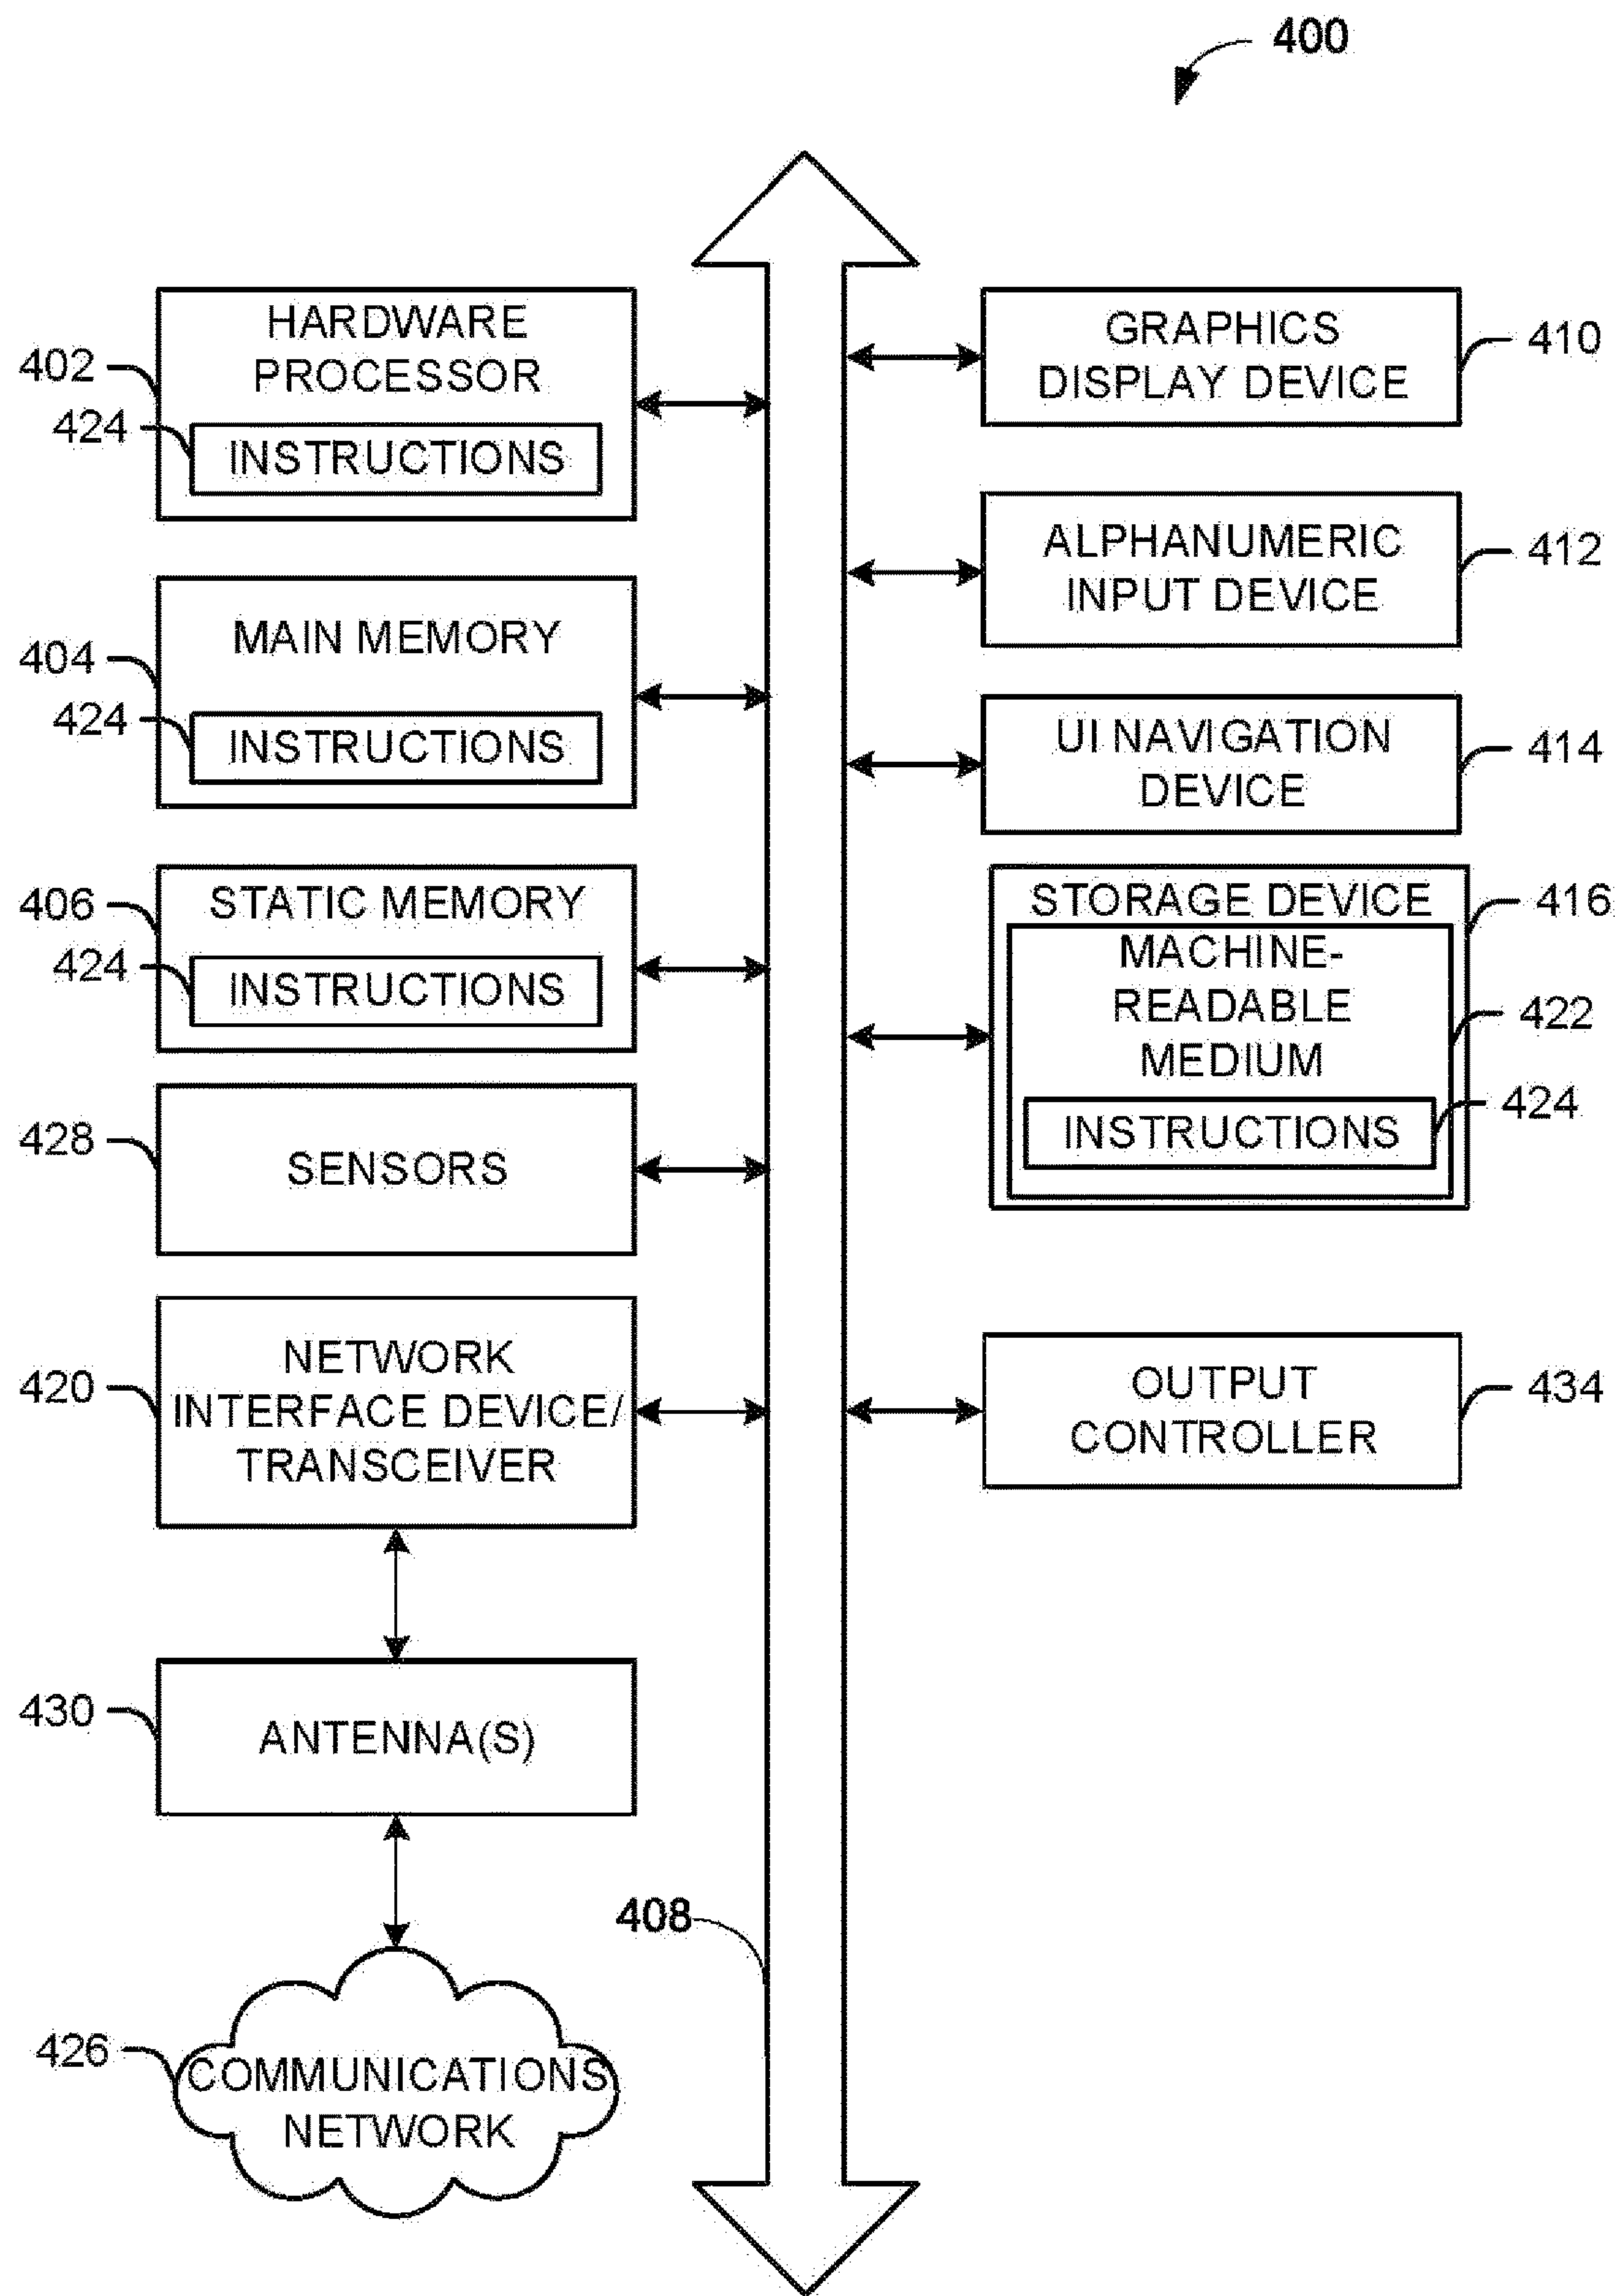 400
HARDWARE
PROCESSOR
402
424
INSTRUCTIONS
MAIN MEMORY
404
424
INSTRUCTIONS
STATIC MEMORY
406
424
INSTRUCTIONS
428
SENSORS
NETWORK
INTERFACE DEVICE/
TRANSCEIVER
420
430
ANTENNA(S)
408
426
COMMUNICATIONS
NETWORK
GRAPHICS
DISPLAY DEVICE
410
ALPHANUMERIC
INPUT DEVICE
412
UI NAVIGATION
DEVICE
414
STORAGE DEVICE
416
MACHINE-
READABLE
MEDIUM
422
INSTRUCTIONS
424
OUTPUT
CONTROLLER
434